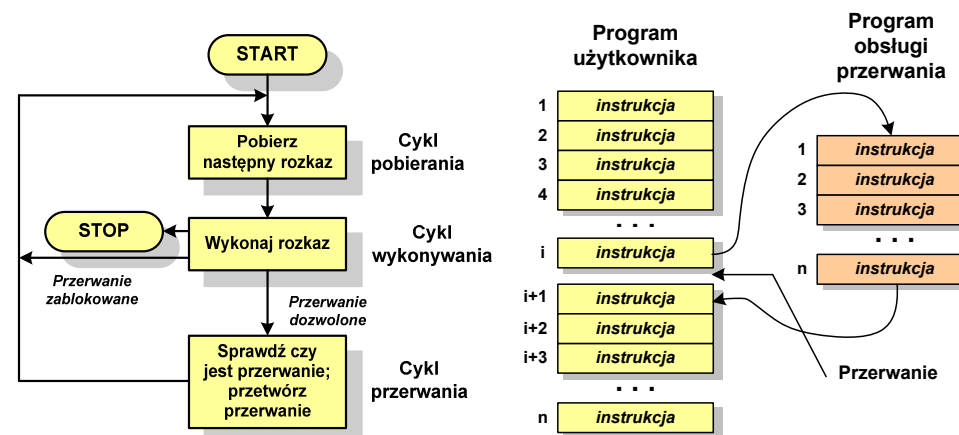 START
Pobierz
następny rozkaz
Cykl
pobierania
STOP
Wykonaj rozkaz
Cykl
wykonywania
Przerwanie
zablokowane
Przerwanie
dozwolone
Sprawdź czy
jest przerwanie;
przetwórz
przerwanie
Cykl
przerwania
Program
użytkownika
1 instrukcja
2 instrukcja
3 instrukcja
4 instrukcja
. . .
i instrukcja
i+1 instrukcja
i+2 instrukcja
i+3 instrukcja
. . .
n instrukcja
Program
obsługi
przerwania
1 instrukcja
2 instrukcja
3 instrukcja
. . .
n instrukcja
Przerwanie